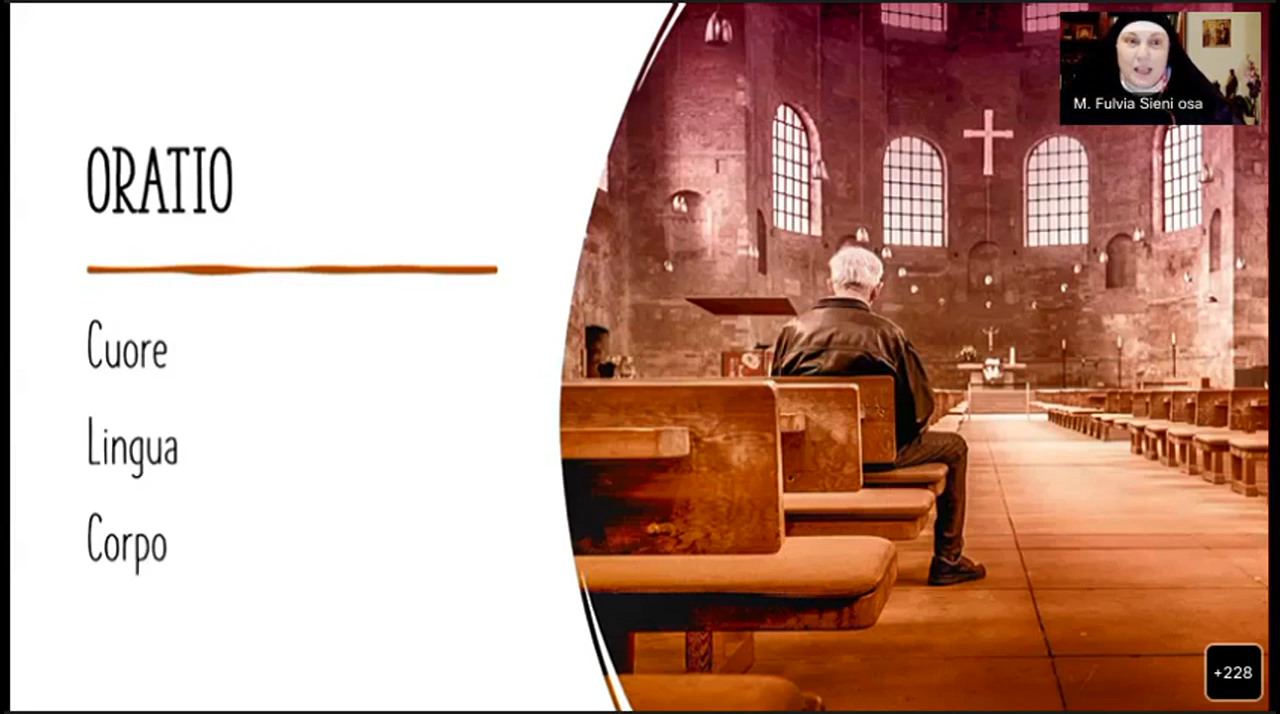 ORATIO
Cuore
Lingua
Corpo
M. Fulvia Sieni osa
+228